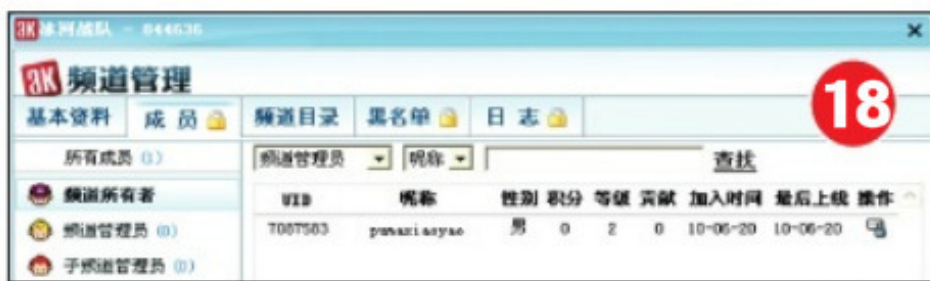 3K 冰河战队 - 844636
3K 频道管理
18
基本资料 成 员 频道目录 黑名单 日 志
所有成员 (1)
频道管理员 昵称 查找
频道所有者
UID 昵称 性别 积分 等级 贡献 加入时间 最后上线 操作
频道管理员 (0)
7087583 男 0 2 0 10-06-20 10-06-20
子频道管理员 (0)